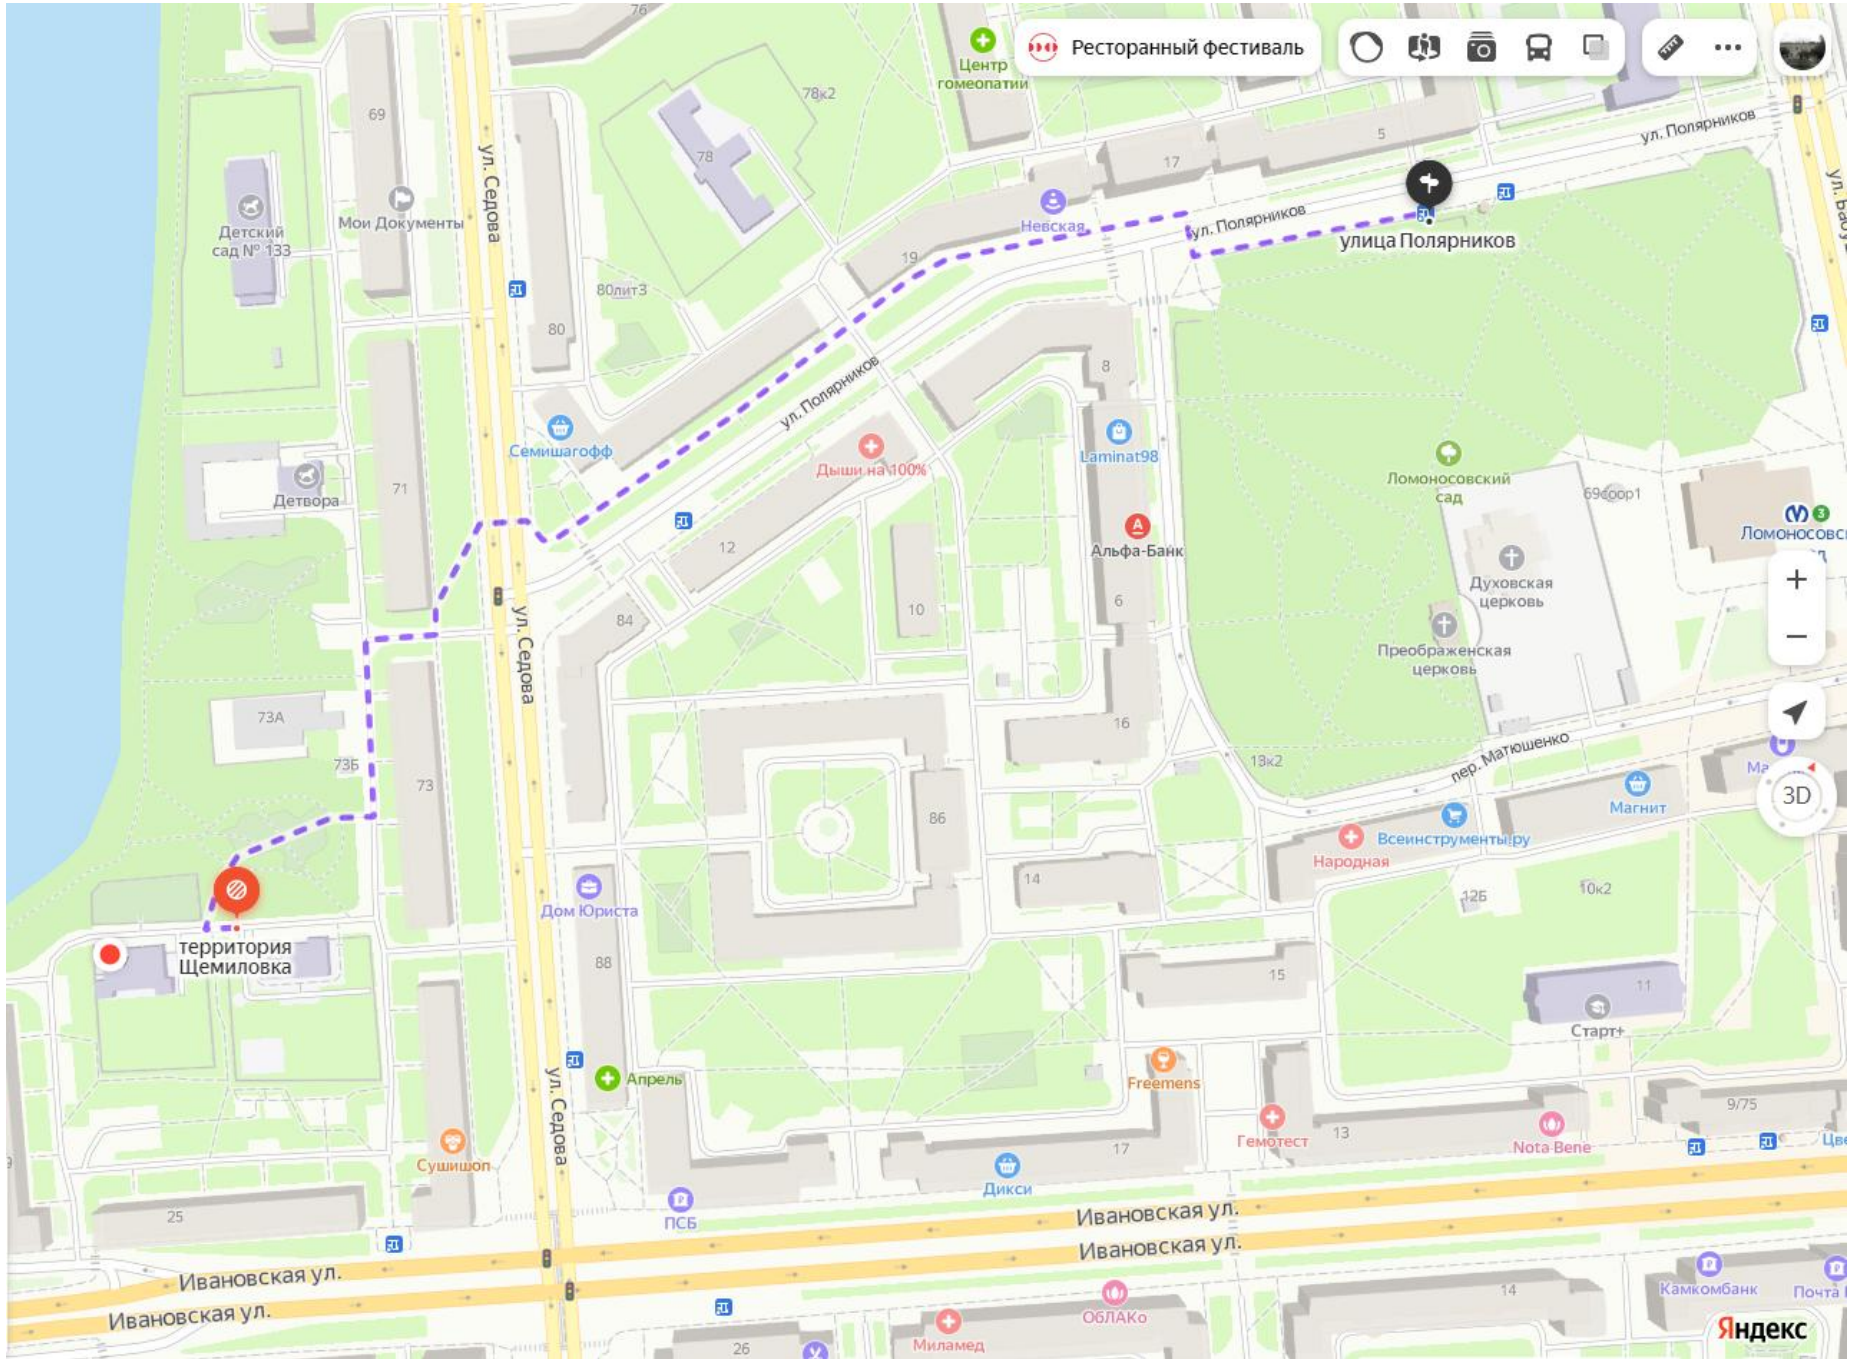 76
Ресторанный фестиваль
Центр
гомеопатии
78к2
69
5
ул. Полярников
78
17
ул. Седова
Мои Документы
Детский
сад № 133
Невская
ул. Полярников
улица Полярников
19
80лит3
80
8
ул. Полярников
Семишагофф
Laminat98
Дыши на 100%
Ломоносовский
сад
69соор1
71
Детвора
3
А
Альфа-Банк
12
Духовская
церковь
10
6
84
+
−
Преображенская
церковь
ул. Седова
73А
16
пер. Матюшенко
13к2
73Б
73
3D
Магнит
86
Всеинструменты.ру
Народная
14
12Б
10к2
Дом Юриста
территория
Щемиловка
88
15
11
Старт+
Апрель
Freemens
ул. Седова
9/75
Гемотест
13
Nota Bene
Сушишоп
17
Дикси
25
ПСБ
Ивановская ул.
Ивановская ул.
Ивановская ул.
Ивановская ул.
Камкомбанк
14
ОбЛАКо
Миламед
26
Яндекс